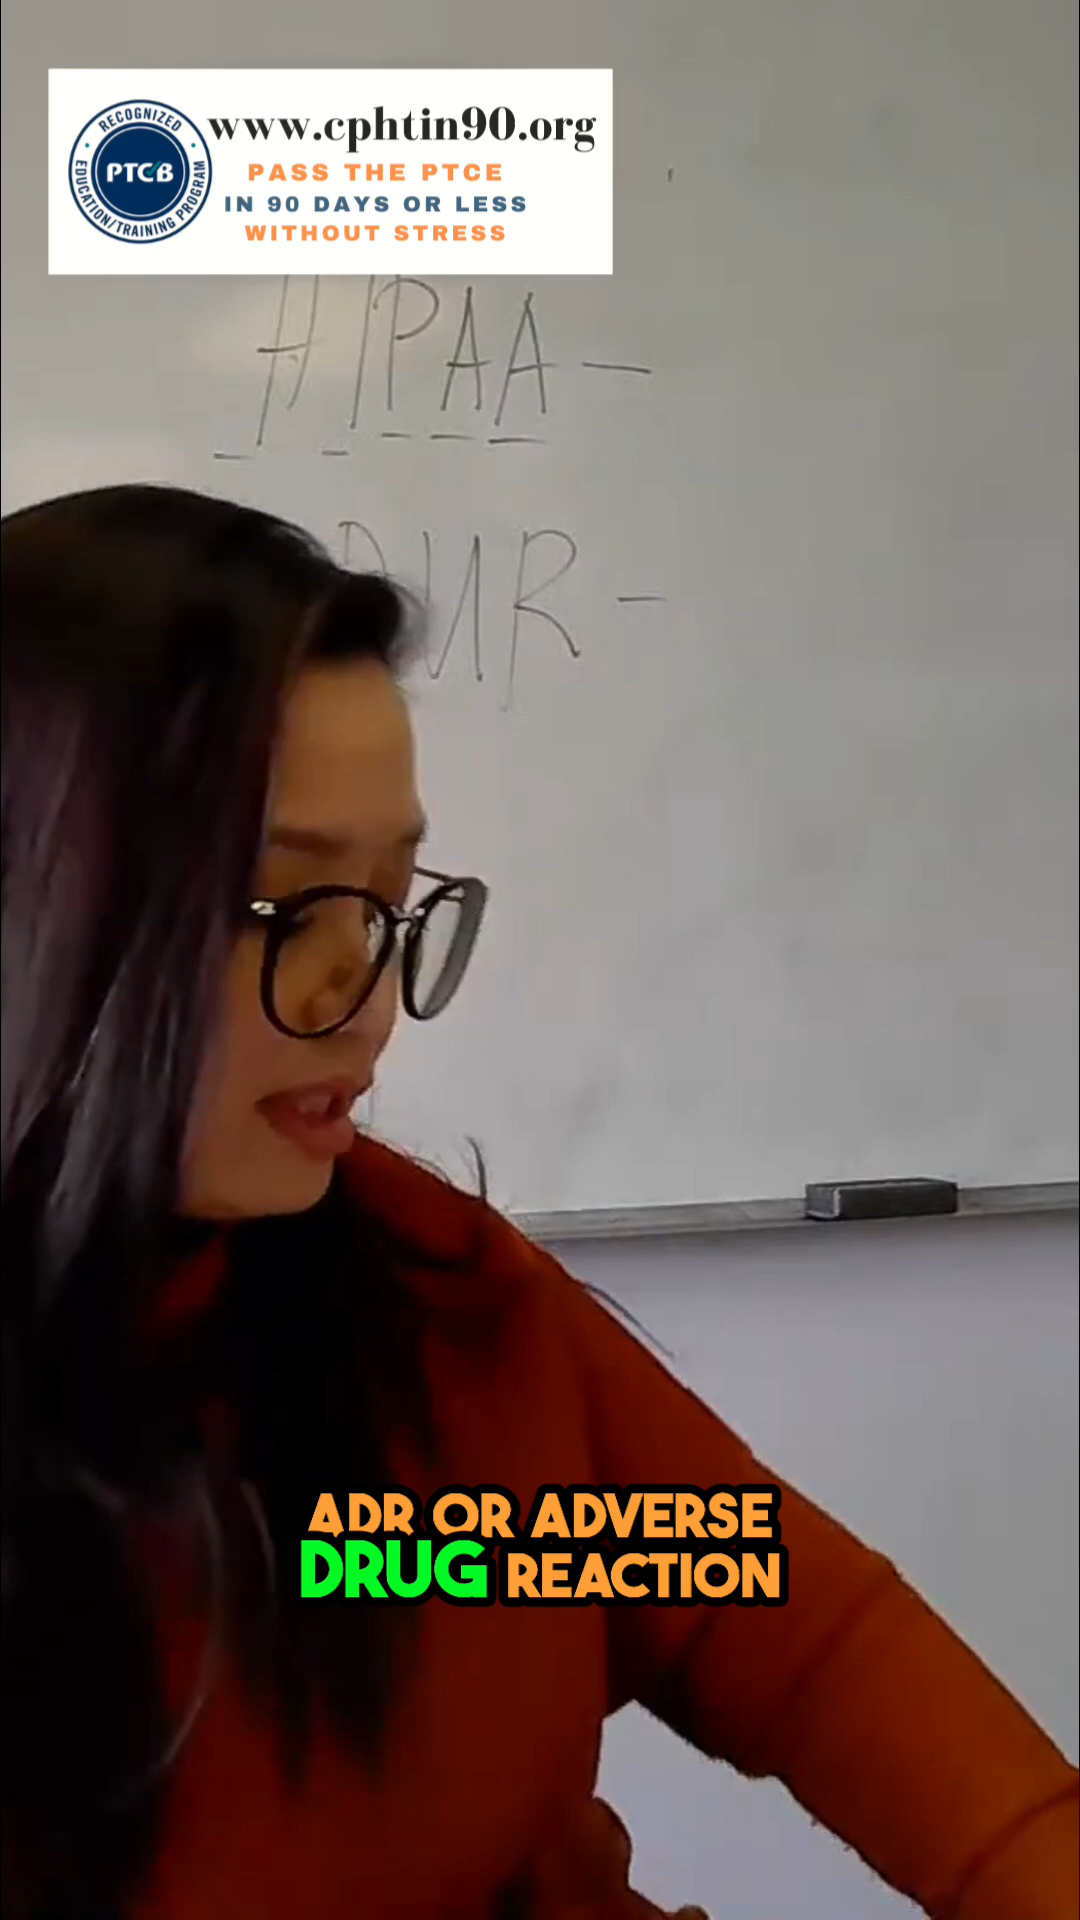 RECOGNIZED
PTCB
EDUCATION/TRAINING PROGRAM
www.cphtin90.org
PASS THE PTCE
IN 90 DAYS OR LESS
WITHOUT STRESS
HIPAA -
DUR -
ADR OR ADVERSE
DRUG REACTION